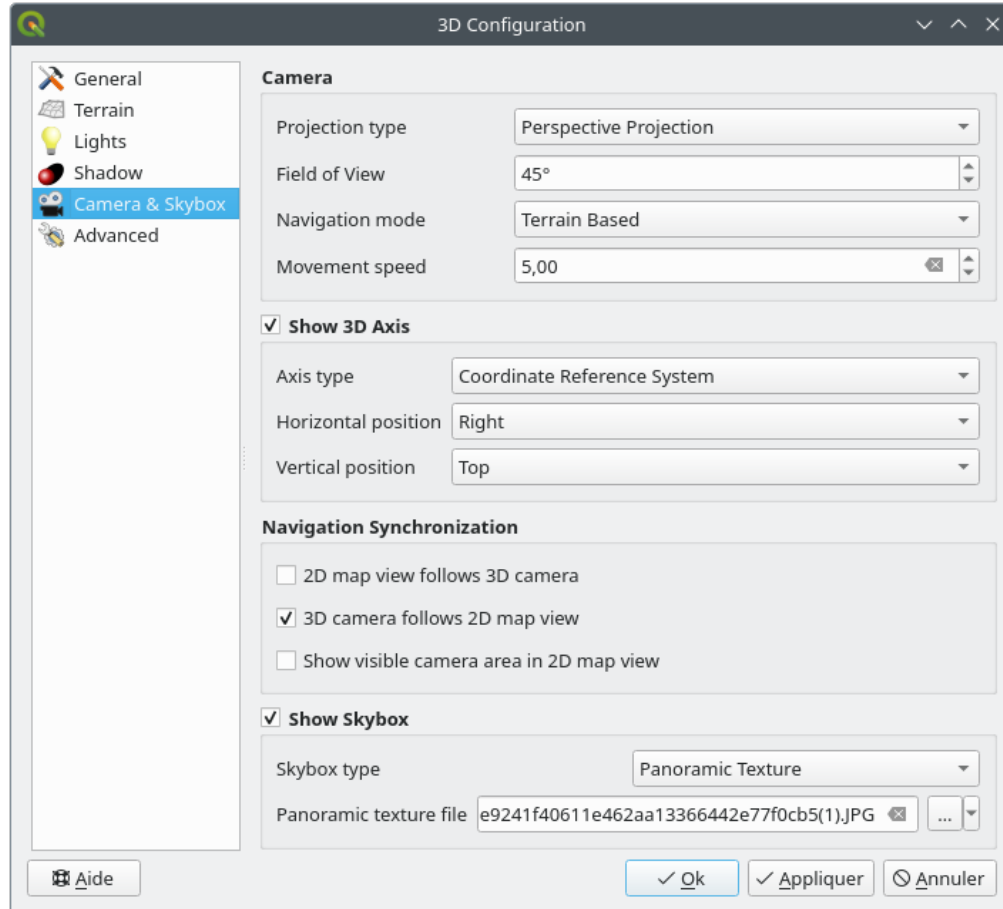 3D Configuration
General
Terrain
Lights
Shadow
Camera & Skybox
Advanced
Camera
Projection type Perspective Projection
Field of View 45°
Navigation mode Terrain Based
Movement speed 5,00
Show 3D Axis
Axis type Coordinate Reference System
Horizontal position Right
Vertical position Top
Navigation Synchronization
2D map view follows 3D camera
3D camera follows 2D map view
Show visible camera area in 2D map view
Show Skybox
Skybox type Panoramic Texture
Panoramic texture file e9241f40611e462aa13366442e77f0cb5(1).JPG ...
Aide Ok Appliquer Annuler